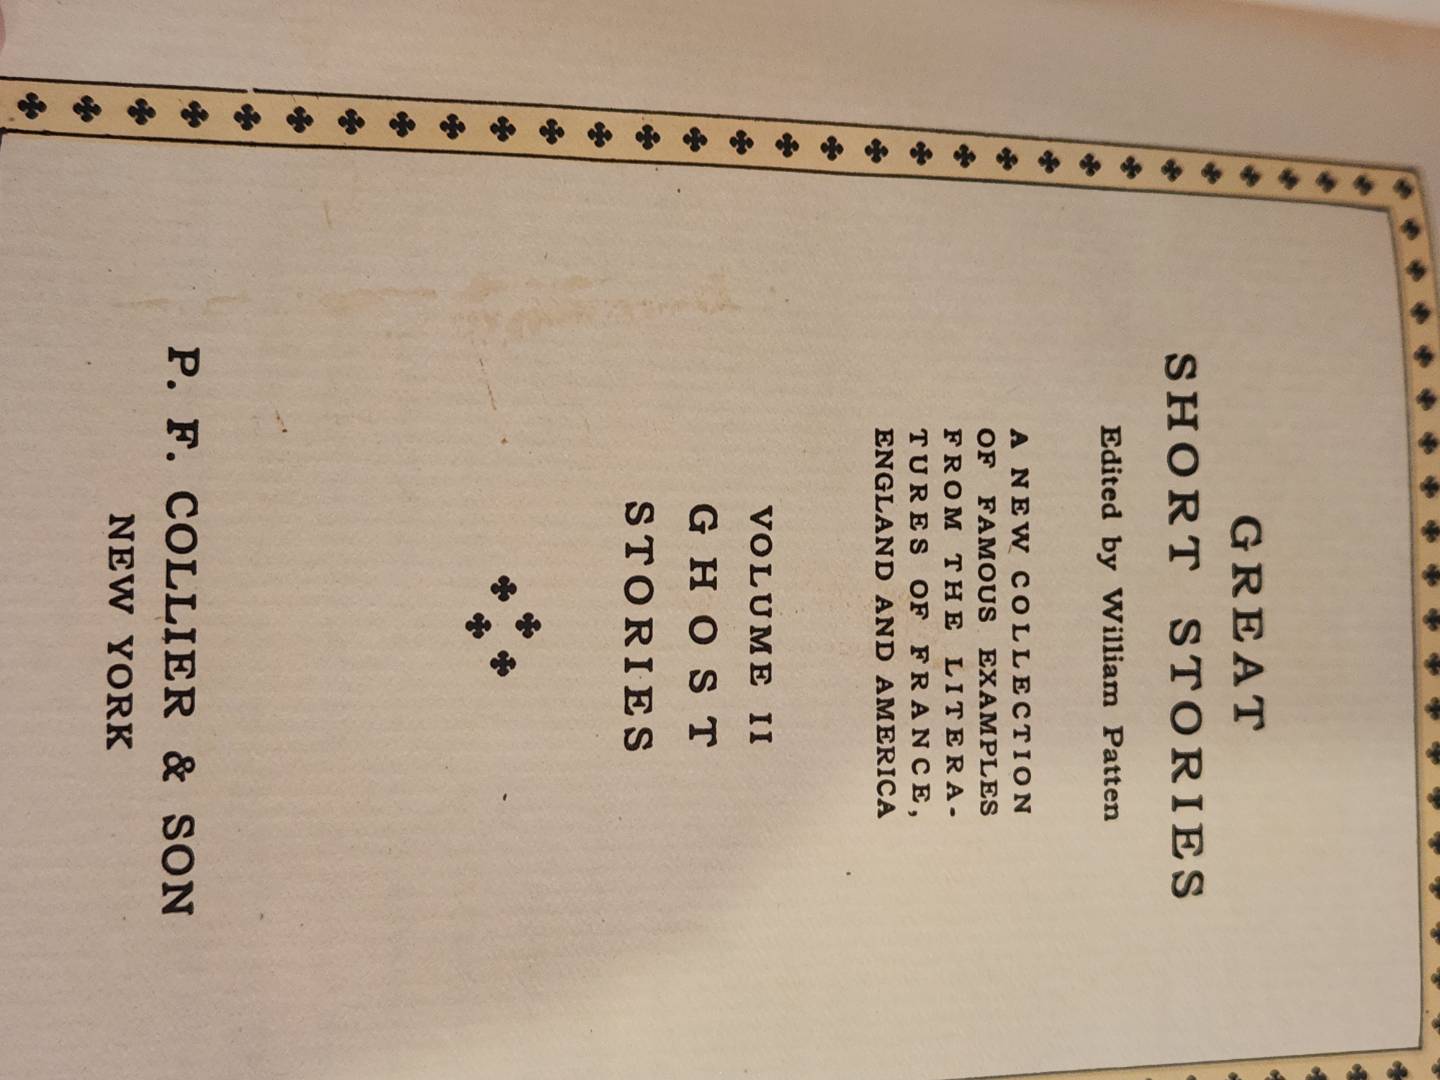 GREAT
SHORT STORIES
Edited by William Patten
A NEW COLLECTION
OF FAMOUS EXAMPLES
FROM THE LITERA-
TURES OF FRANCE,
ENGLAND AND AMERICA
VOLUME II
GHOST
STORIES
P. F. COLLIER & SON
NEW YORK